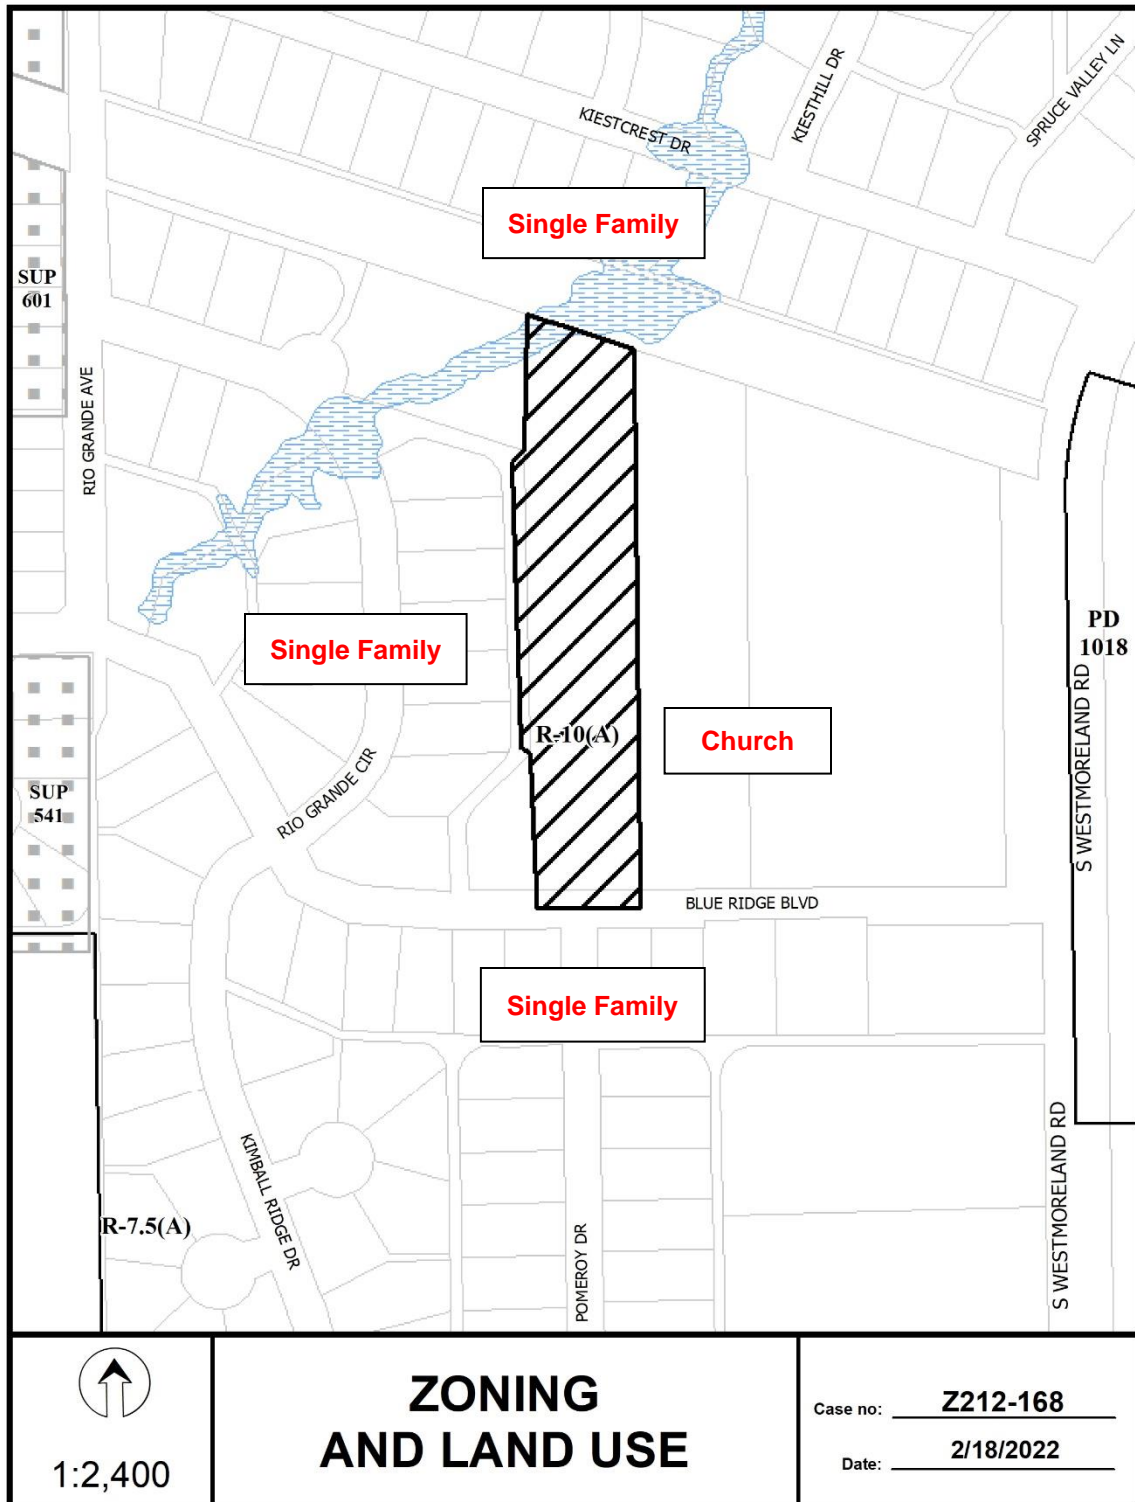 KIESTCREST DR
KIESTHILL DR
SPRUCE VALLEY LN
Single Family
SUP
601
RIO GRANDE AVE
Single Family
PD
1018
R-10(A)
Church
S WESTMORELAND RD
SUP
541
RIO GRANDE CIR
BLUE RIDGE BLVD
Single Family
KIMBALL RIDGE DR
R-7.5(A)
POMEROY DR
S WESTMORELAND RD
1:2,400
ZONING
AND LAND USE
Case no: Z212-168
Date: 2/18/2022